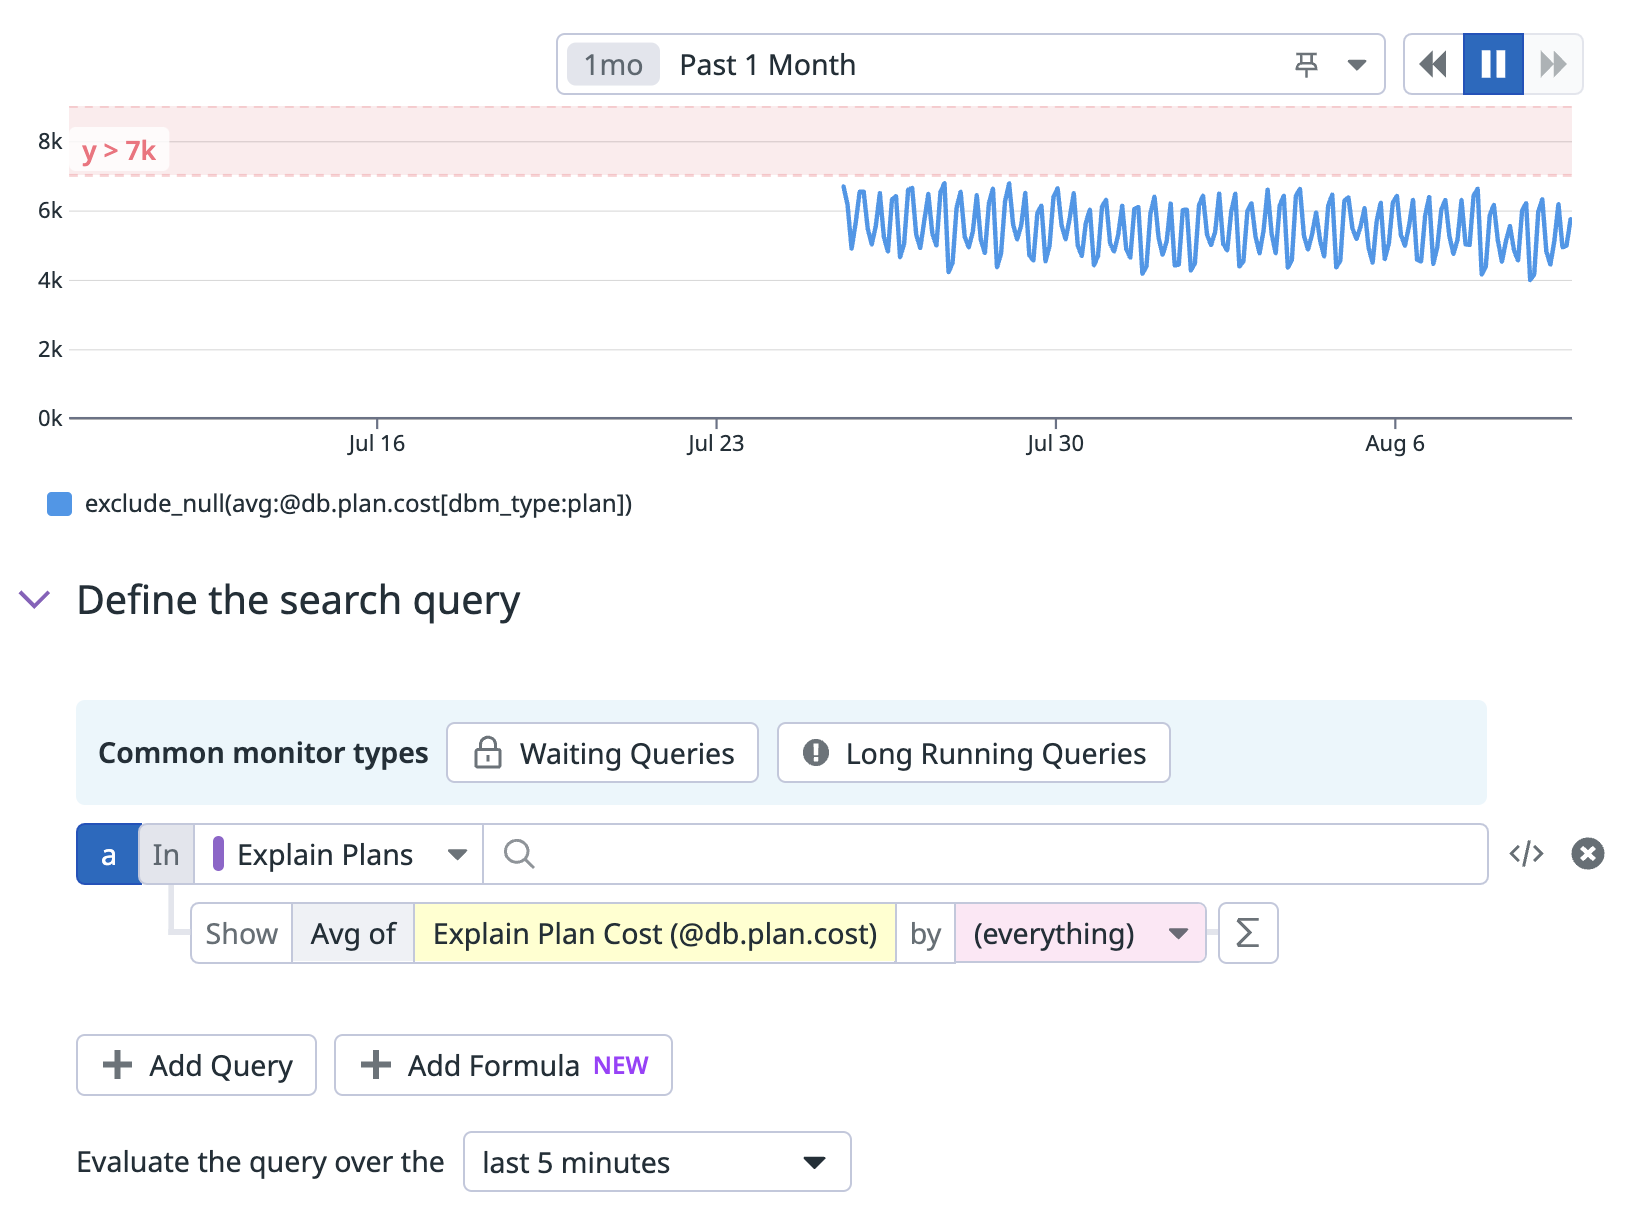 1mo Past 1 Month
8k
y > 7k
6k
4k
2k
0k
Jul 16 Jul 23 Jul 30 Aug 6
exclude_null(avg:@db.plan.cost[dbm_type:plan])
Define the search query
Common monitor types Waiting Queries Long Running Queries
a In Explain Plans </>
Show Avg of Explain Plan Cost (@db.plan.cost) by (everything) Σ
Add Query Add Formula NEW
Evaluate the query over the last 5 minutes